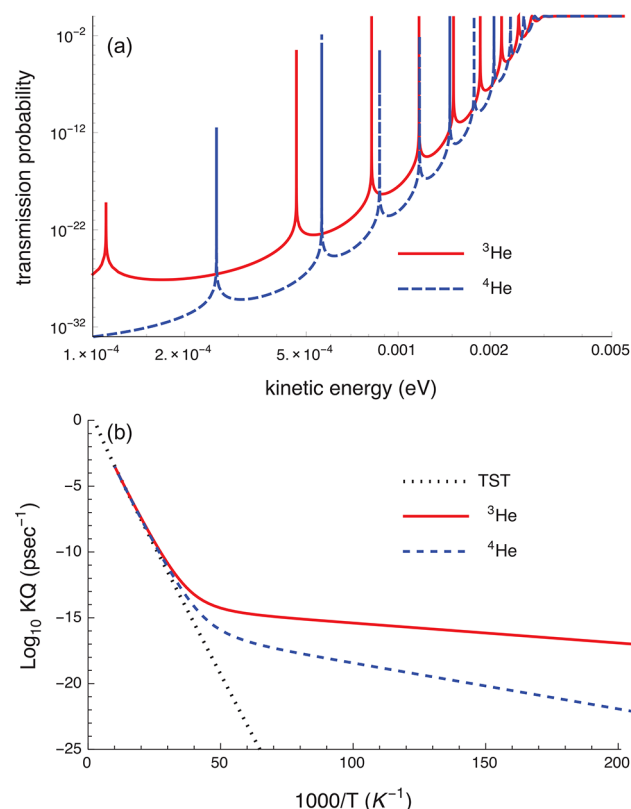 (a)
transmission probability
10⁻²
10⁻¹²
10⁻²²
10⁻³²
³He
⁴He
1.×10⁻⁴
2.×10⁻⁴
5.×10⁻⁴
0.001
0.002
0.005
kinetic energy (eV)
(b)
Log₁₀ KQ (psec⁻¹)
0
−5
−10
−15
−20
−25
TST
³He
⁴He
0
50
100
150
200
1000/T (K⁻¹)